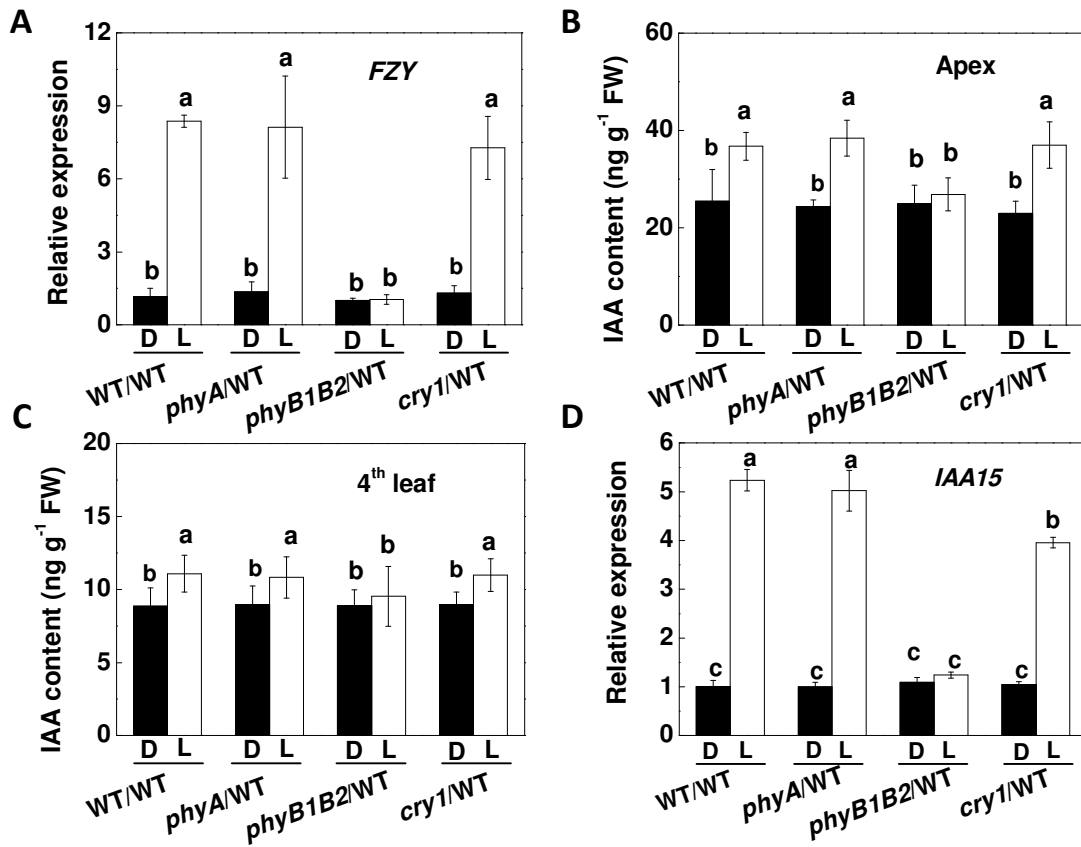 A
12
9
6
3
0
Relative expression
FZY
b a b a b b b a
D L D L D L D L
WT/WT phyA/WT phyB1B2/WT cry1/WT
B
60
40
20
0
IAA content (ng g⁻¹ FW)
Apex
b a b a b b b a
D L D L D L D L
WT/WT phyA/WT phyB1B2/WT cry1/WT
C
20
15
10
5
0
IAA content (ng g⁻¹ FW)
4ᵗʰ leaf
b a b a b b b a
D L D L D L D L
WT/WT phyA/WT phyB1B2/WT cry1/WT
D
6
5
4
3
2
1
0
Relative expression
IAA15
c a c a c c c b
D L D L D L D L
WT/WT phyA/WT phyB1B2/WT cry1/WT